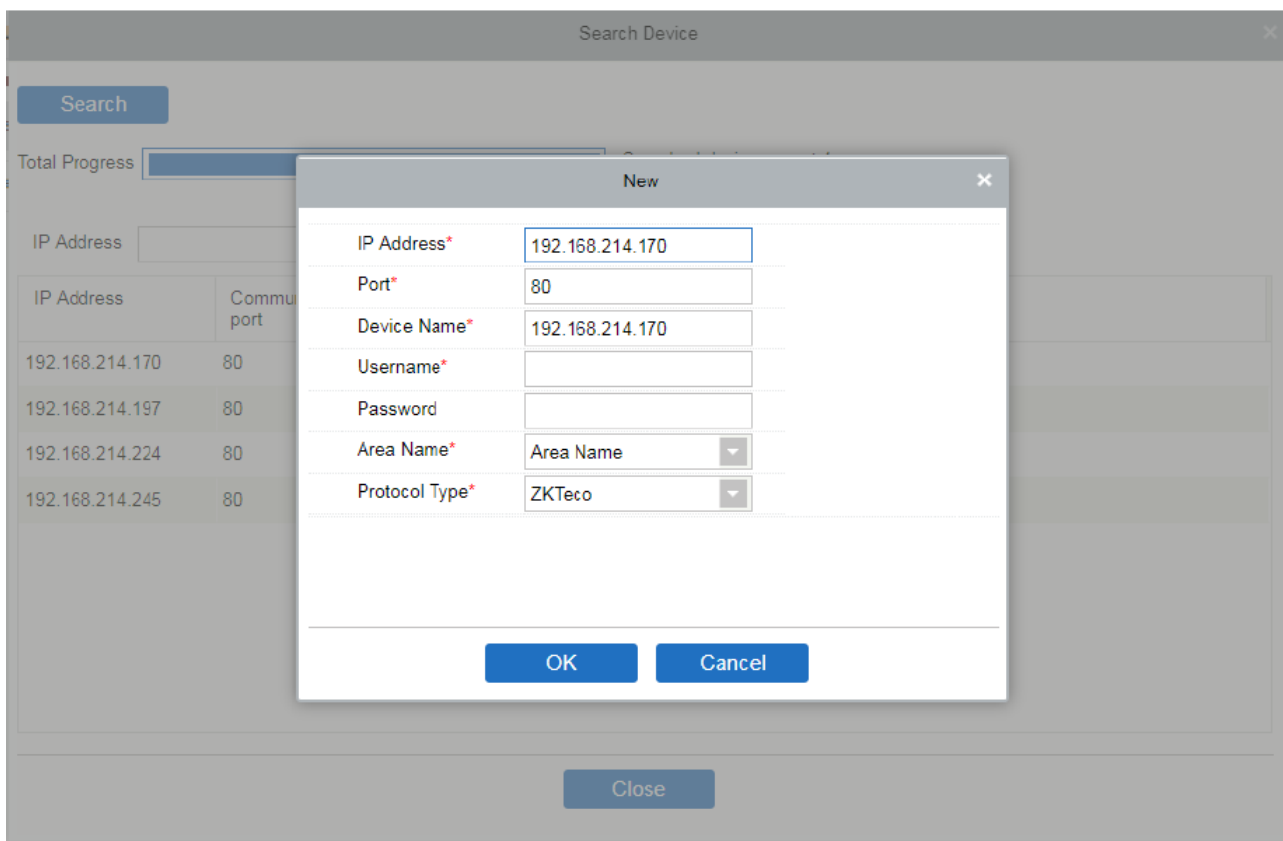 Search Device
Search
Total Progress
New
IP Address
IP Address* 192.168.214.170
Port* 80
Device Name* 192.168.214.170
Username*
Password
Area Name* Area Name
Protocol Type* ZKTeco
OK Cancel
IP Address
port
192.168.214.170 80
192.168.214.197 80
192.168.214.224 80
192.168.214.245 80
Close